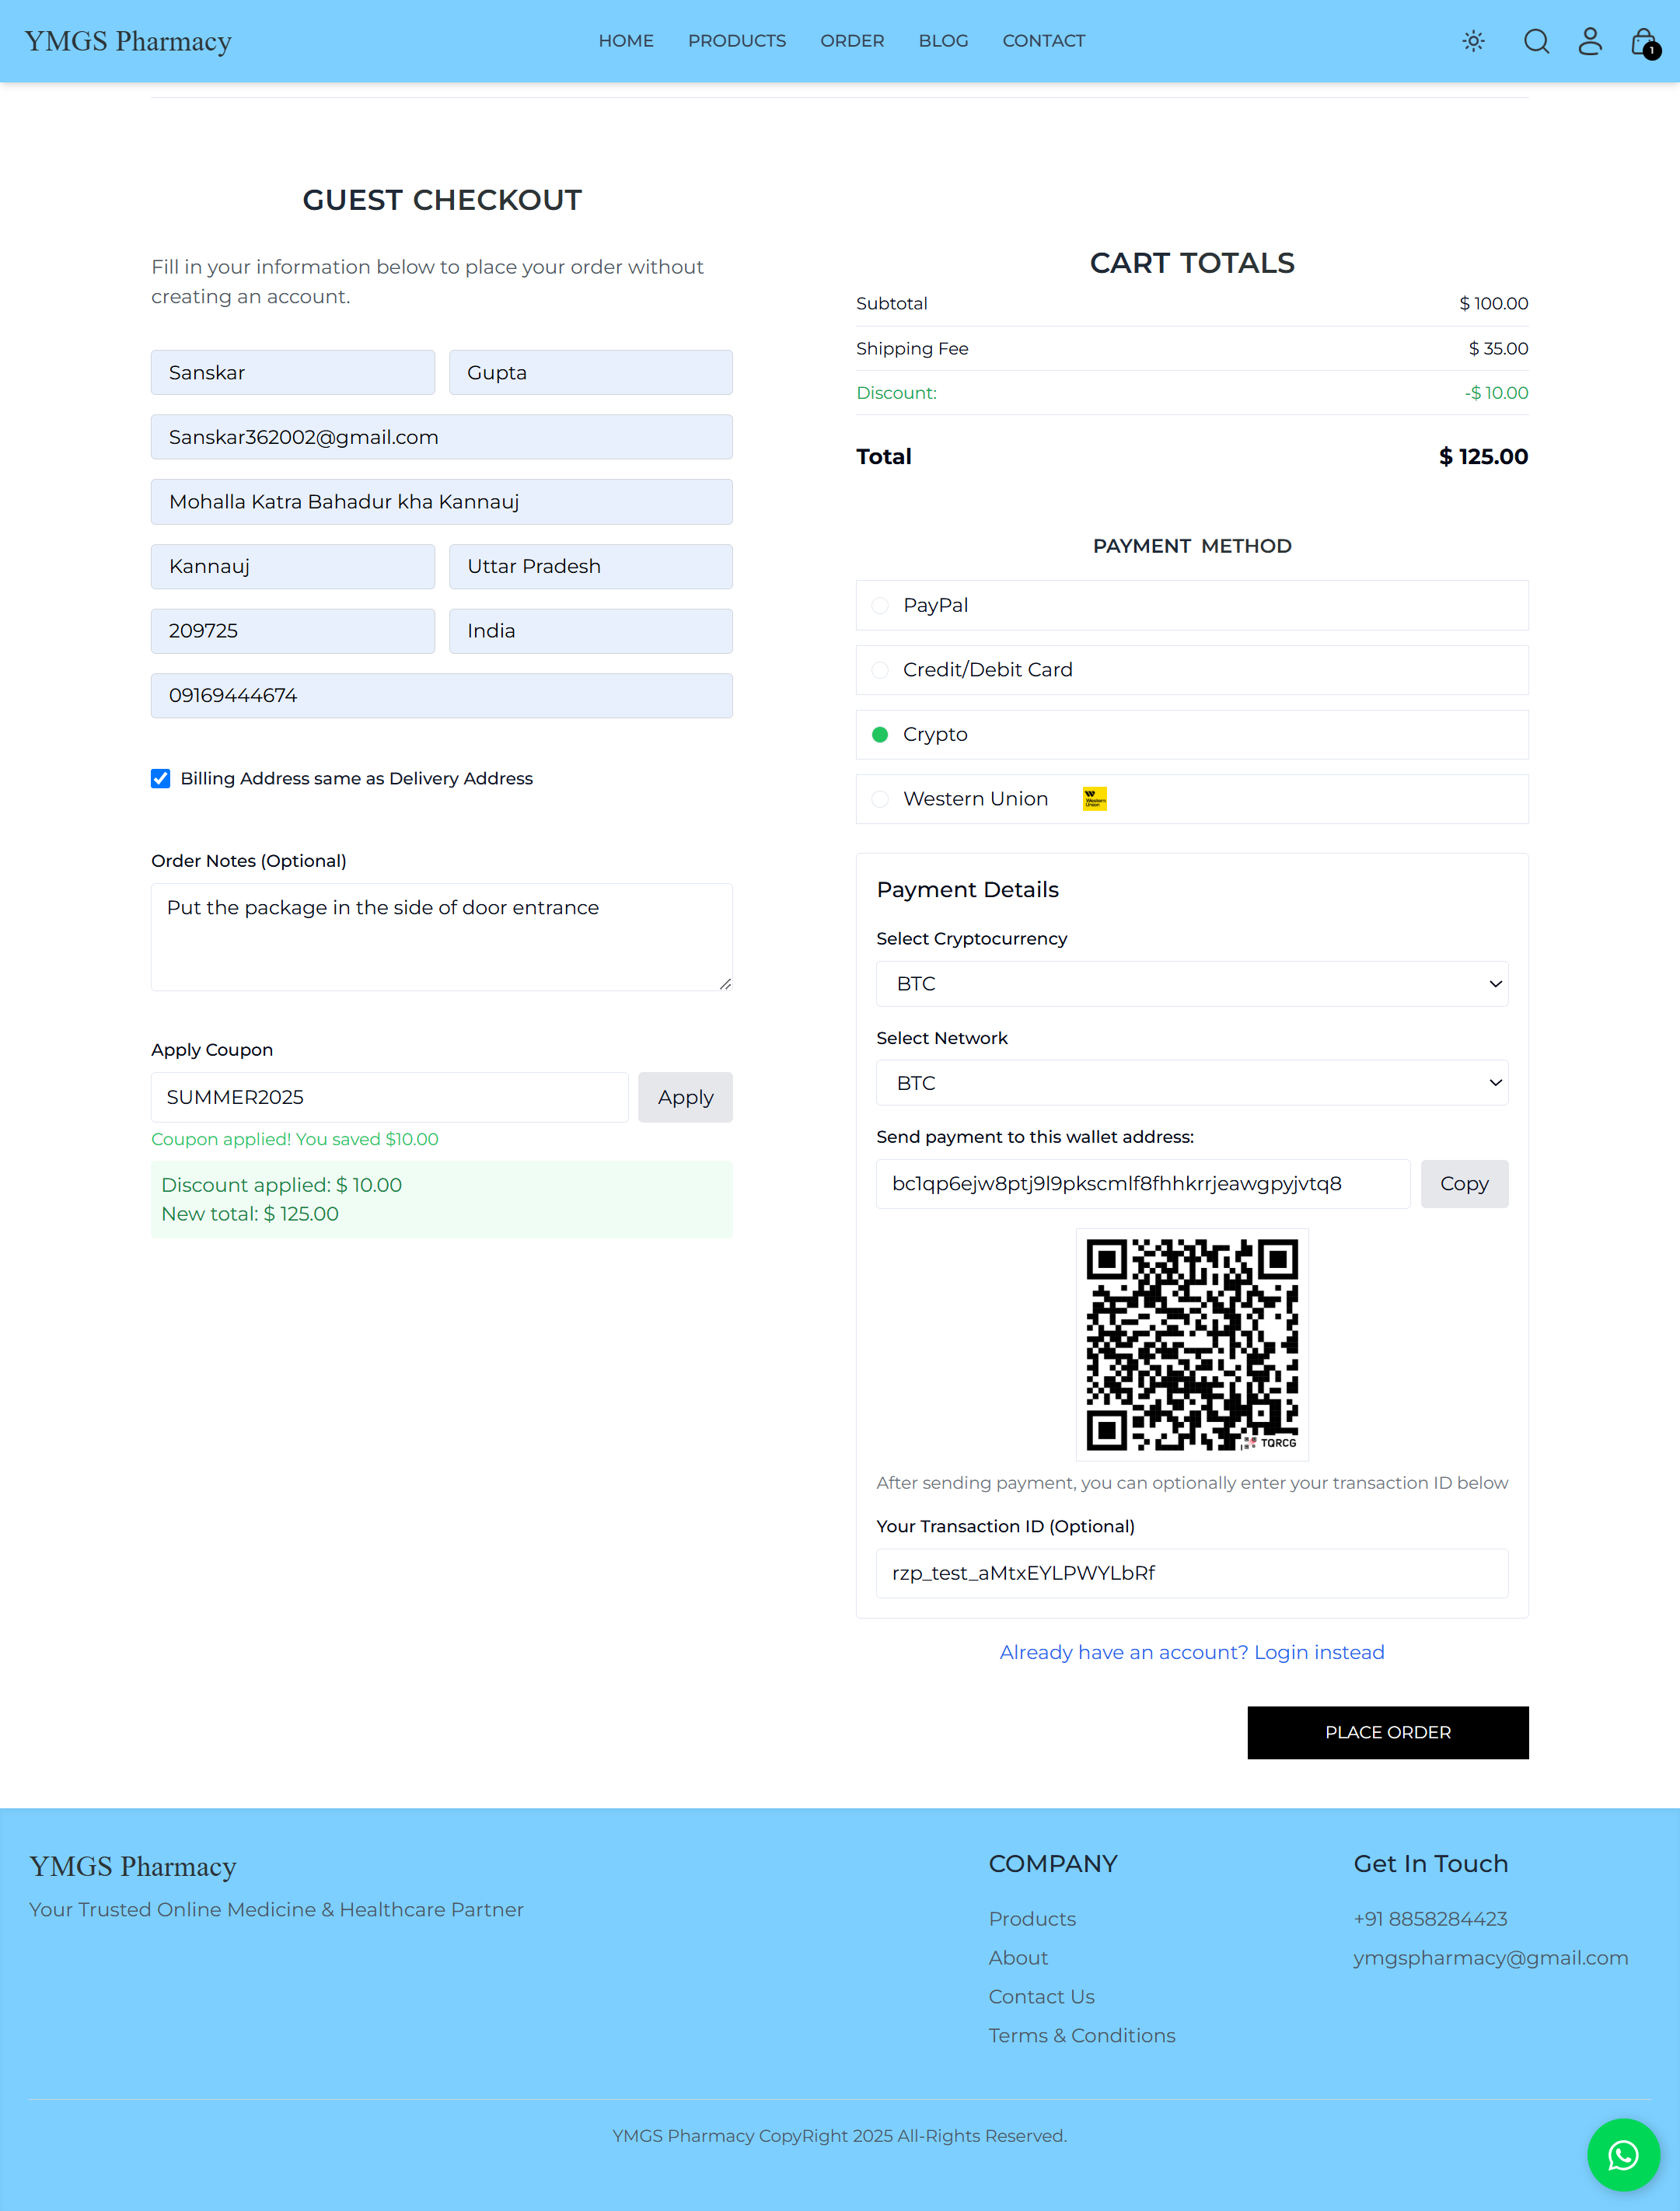 YMGS Pharmacy
HOME
PRODUCTS
ORDER
BLOG
CONTACT
1
GUEST CHECKOUT
Fill in your information below to place your order without
creating an account.
Sanskar
Gupta
Sanskar362002@gmail.com
Mohalla Katra Bahadur kha Kannauj
Kannauj
Uttar Pradesh
209725
India
09169444674
Billing Address same as Delivery Address
Order Notes (Optional)
Put the package in the side of door entrance
Apply Coupon
SUMMER2025
Apply
Coupon applied! You saved $10.00
Discount applied: $ 10.00
New total: $ 125.00
CART TOTALS
Subtotal
$ 100.00
Shipping Fee
$ 35.00
Discount:
-$ 10.00
Total
$ 125.00
PAYMENT METHOD
PayPal
Credit/Debit Card
Crypto
Western Union
Western
Union
Payment Details
Select Cryptocurrency
BTC
Select Network
BTC
Send payment to this wallet address:
bc1qp6ejw8ptj9l9pkscmlf8fhhkrrjeawgpyjvtq8
Copy
TQRCG
After sending payment, you can optionally enter your transaction ID below
Your Transaction ID (Optional)
rzp_test_aMtxEYLPWYLbRf
Already have an account? Login instead
PLACE ORDER
YMGS Pharmacy
Your Trusted Online Medicine & Healthcare Partner
COMPANY
Products
About
Contact Us
Terms & Conditions
Get In Touch
+91 8858284423
ymgspharmacy@gmail.com
YMGS Pharmacy CopyRight 2025 All-Rights Reserved.